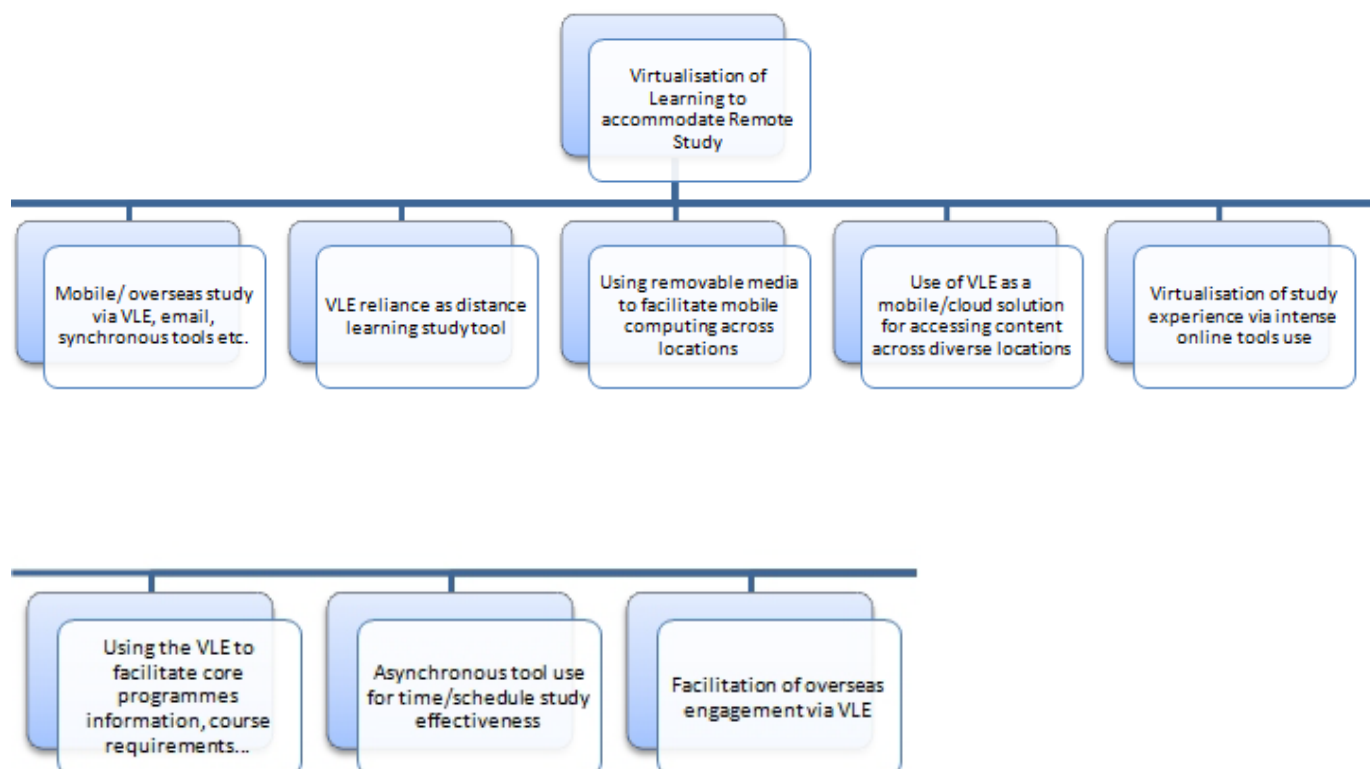 Virtualisation of
Learning to
accommodate Remote
Study
Mobile/ overseas study
via VLE, email,
synchronous tools etc.
VLE reliance as distance
learning study tool
Using removable media
to facilitate mobile
computing across
locations
Use of VLE as a
mobile/cloud solution
for accessing content
across diverse locations
Virtualisation of study
experience via intense
online tools use
Using the VLE to
facilitate core
programmes
information, course
requirements...
Asynchronous tool use
for time/schedule study
effectiveness
Facilitation of overseas
engagement via VLE